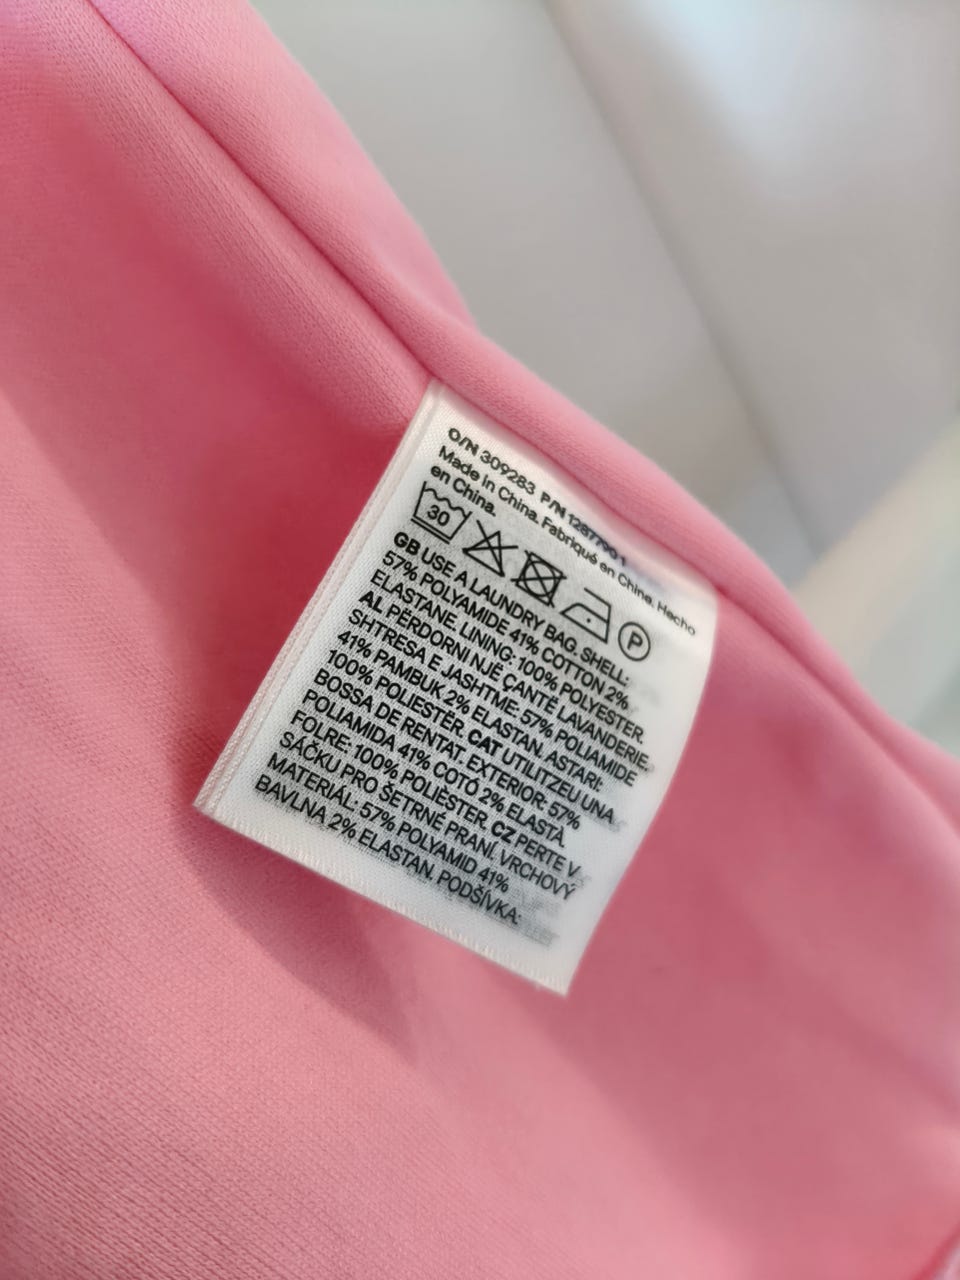 O/N 309283 P/N 1287790 1
Made in China. Fabriqué en Chine. Hecho
en China.
30 P
GB USE A LAUNDRY BAG. SHELL:
57% POLYAMIDE 41% COTTON 2%
ELASTANE. LINING: 100% POLYESTER.
AL PËRDORNI NJË ÇANTË LAVANDERIE.
SHTRESA E JASHTME: 57% POLIAMIDE
41% PAMBUK 2% ELASTAN. ASTARI:
100% POLIESTËR. CAT UTILITZEU UNA
BOSSA DE RENTAT. EXTERIOR: 57%
POLIAMIDA 41% COTÓ 2% ELASTÀ.
FOLRE: 100% POLIÈSTER. CZ PERTE V
SÁČKU PRO ŠETRNÉ PRANÍ. VRCHOVÝ
MATERIÁL: 57% POLYAMID 41%
BAVLNA 2% ELASTAN. PODŠÍVKA: